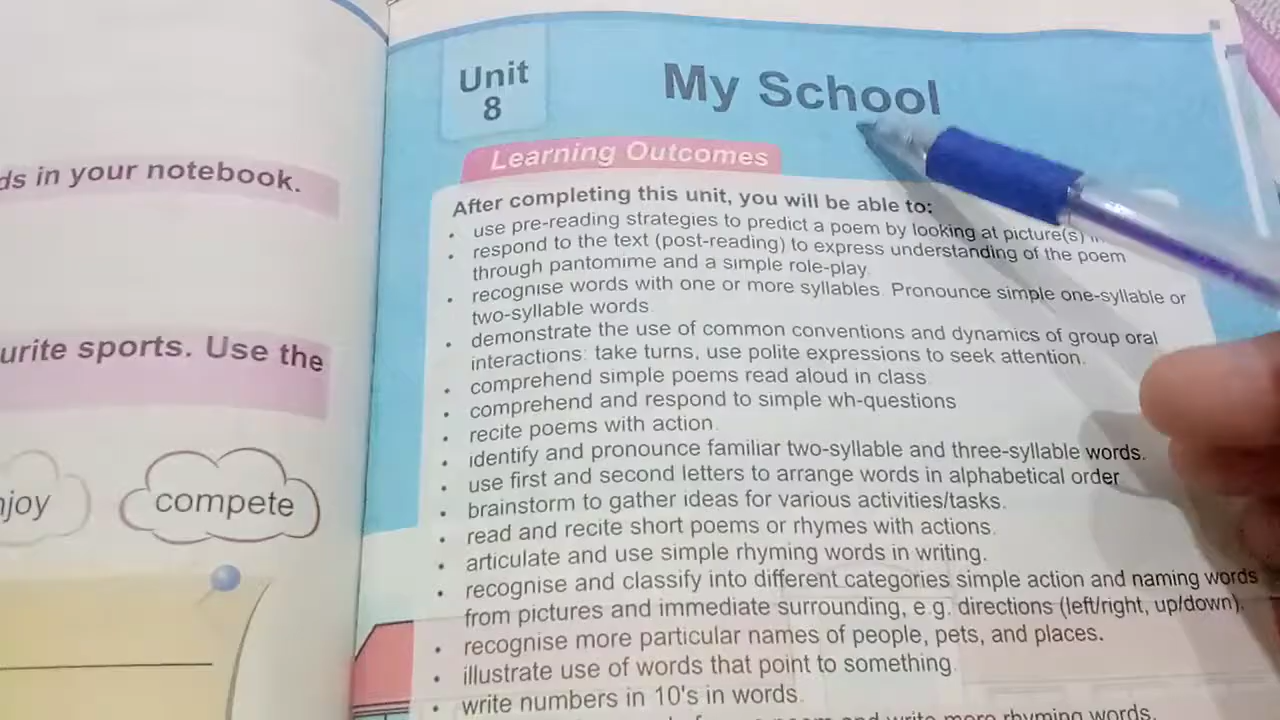 ds in your notebook.
urite sports. Use the
njoy
compete
Unit
8
My School
Learning Outcomes
After completing this unit, you will be able to:
• use pre-reading strategies to predict a poem by looking at picture(s)
• respond to the text (post-reading) to express understanding of the poem
through pantomime and a simple role-play.
• recognise words with one or more syllables. Pronounce simple one-syllable or
two-syllable words.
• demonstrate the use of common conventions and dynamics of group oral
interactions: take turns, use polite expressions to seek attention.
• comprehend simple poems read aloud in class.
• comprehend and respond to simple wh-questions
• recite poems with action.
• identify and pronounce familiar two-syllable and three-syllable words.
• use first and second letters to arrange words in alphabetical order
• brainstorm to gather ideas for various activities/tasks.
• read and recite short poems or rhymes with actions.
• articulate and use simple rhyming words in writing.
• recognise and classify into different categories simple action and naming words
from pictures and immediate surrounding, e.g. directions (left/right, up/down).
• recognise more particular names of people, pets, and places.
• illustrate use of words that point to something.
• write numbers in 10's in words.
poem and write more rhyming words.